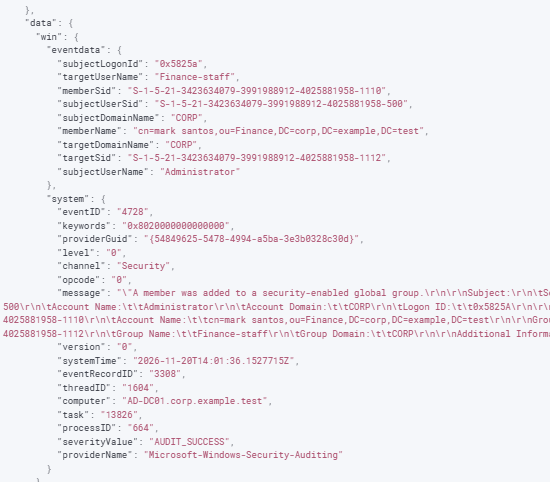 },
"data": {
"win": {
"eventdata": {
"subjectLogonId": "0x5825a",
"targetUserName": "Finance-staff",
"memberSid": "S-1-5-21-3423634079-3991988912-4025881958-1110",
"subjectUserSid": "S-1-5-21-3423634079-3991988912-4025881958-500",
"subjectDomainName": "CORP",
"memberName": "cn=mark santos,ou=Finance,DC=corp,DC=example,DC=test",
"targetDomainName": "CORP",
"targetSid": "S-1-5-21-3423634079-3991988912-4025881958-1112",
"subjectUserName": "Administrator"
},
"system": {
"eventID": "4728",
"keywords": "0x8020000000000000",
"providerGuid": "{54849625-5478-4994-a5ba-3e3b0328c30d}",
"level": "0",
"channel": "Security",
"opcode": "0",
"message": "\"A member was added to a security-enabled global group.\r\n\r\nSubject:\r\n\tSe
500\r\n\tAccount Name:\t\tAdministrator\r\n\tAccount Domain:\t\tCORP\r\n\tLogon ID:\t\t0x5825A\r\n\r\
4025881958-1110\r\n\tAccount Name:\t\tcn=mark santos,ou=Finance,DC=corp,DC=example,DC=test\r\n\r\nGrou
4025881958-1112\r\n\tGroup Name:\t\tFinance-staff\r\n\tGroup Domain:\t\tCORP\r\n\r\nAdditional Informa
"version": "0",
"systemTime": "2026-11-20T14:01:36.1527715Z",
"eventRecordID": "3308",
"threadID": "1604",
"computer": "AD-DC01.corp.example.test",
"task": "13826",
"processID": "664",
"severityValue": "AUDIT_SUCCESS",
"providerName": "Microsoft-Windows-Security-Auditing"
}
}